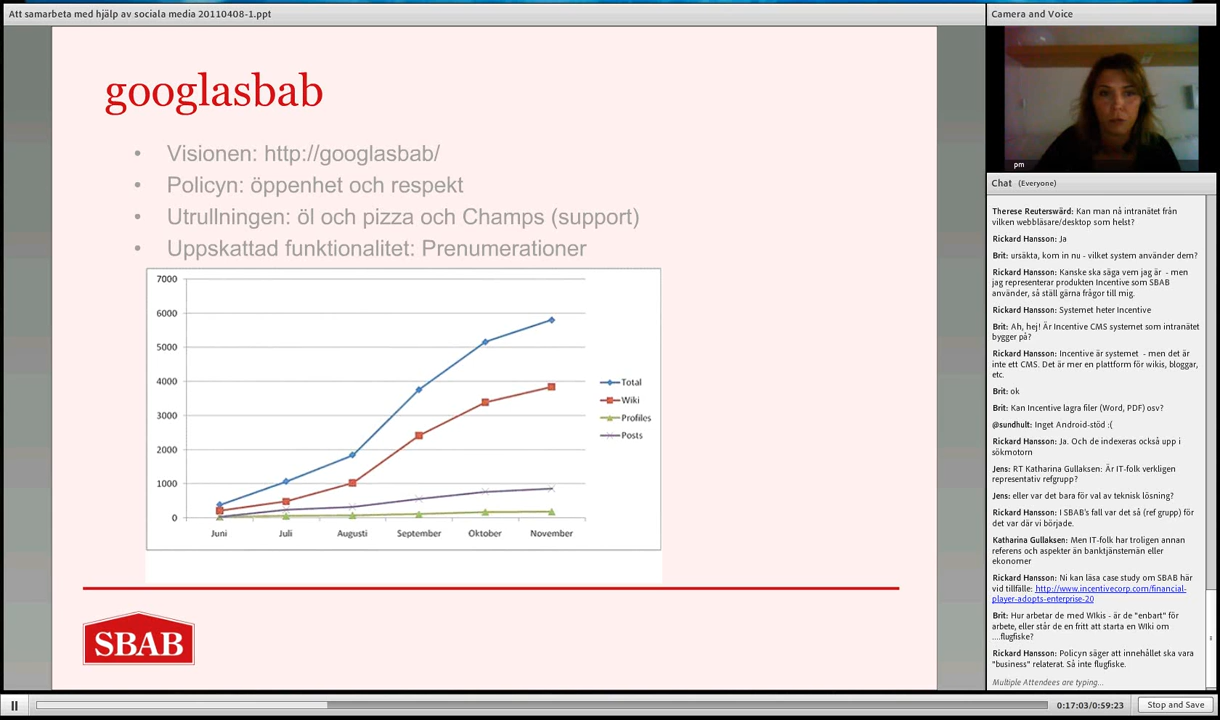 Att samarbeta med hjälp av sociala media 20110408-1.ppt
googlasbab
• Visionen: http://googlasbab/
• Policyn: öppenhet och respekt
• Utrullningen: öl och pizza och Champs (support)
• Uppskattad funktionalitet: Prenumerationer
7000
6000
5000
4000
3000
2000
1000
0
Juni Juli Augusti September Oktober November
Total
Wiki
Profiles
Posts
SBAB
Camera and Voice
pm
Chat (Everyone)
Therese Reuterswärd: Kan man nå intranätet från
vilken webbläsare/desktop som helst?
Rickard Hansson: Ja
Brit: ursäkta, kom in nu - vilket system använder dem?
Rickard Hansson: Kanske ska säga vem jag är - men
jag representerar produkten Incentive som SBAB
använder, så ställ gärna frågor till mig.
Rickard Hansson: Systemet heter Incentive
Brit: Ah, hej! Är Incentive CMS systemet som intranätet
bygger på?
Rickard Hansson: Incentive är systemet - men det är
inte ett CMS. Det är mer en plattform för wikis, bloggar,
etc.
Brit: ok
Brit: Kan Incentive lagra filer (Word, PDF) osv?
@sundhult: Inget Android-stöd :(
Rickard Hansson: Ja. Och de indexeras också upp i
sökmotorn
Jens: RT Katharina Gullaksen: Är IT-folk verkligen
representativ refgrupp?
Jens: eller var det bara för val av teknisk lösning?
Rickard Hansson: I SBAB's fall var det så (ref grupp) för
det var där vi började.
Katharina Gullaksen: Men IT-folk har troligen annan
referens och aspekter än banktjänstemän eller
ekonomer
Rickard Hansson: Ni kan läsa case study om SBAB här
vid tillfälle: http://www.incentivecorp.com/financial-
player-adopts-enterprise-20
Brit: Hur arbetar de med WIkis - är de "enbart" för
arbete, eller står de en fritt att starta en WIki om
....flugfiske?
Rickard Hansson: Policyn säger att innehållet ska vara
"business" relaterat. Så inte flugfiske.
Multiple Attendees are typing...
0:17:03/0:59:23
Stop and Save